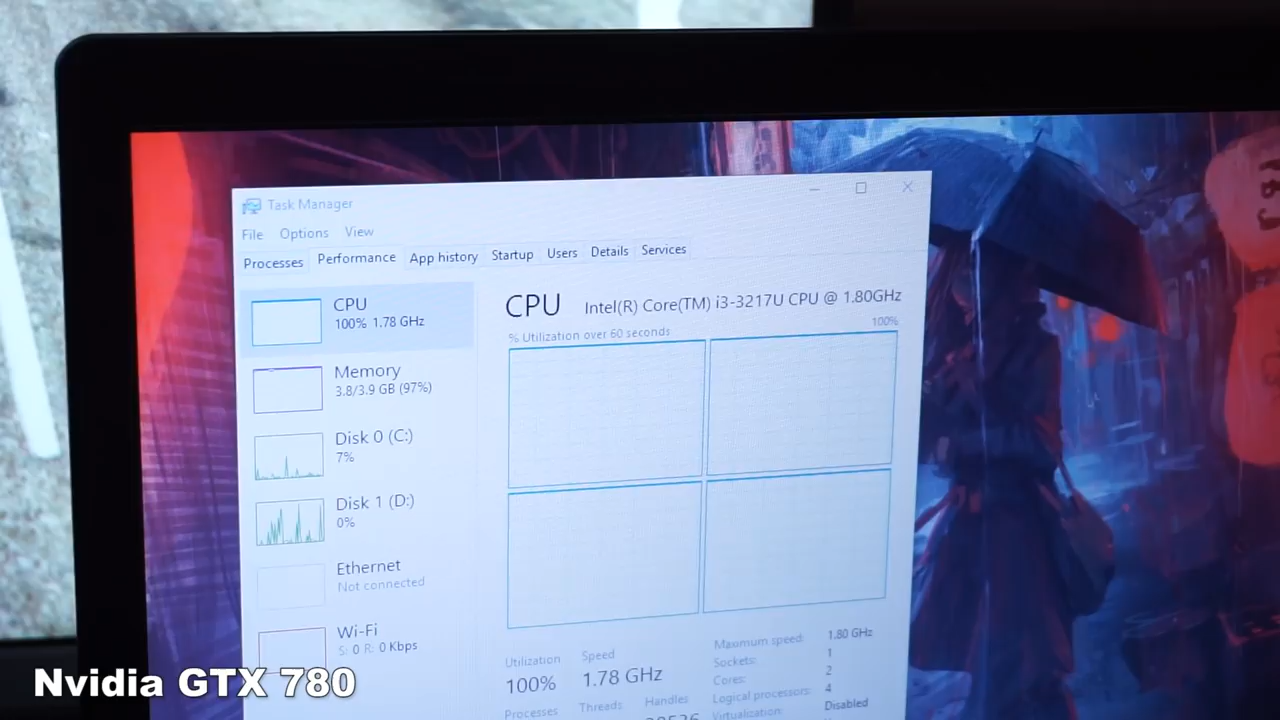 Task Manager
File Options View
Processes Performance App history Startup Users Details Services
CPU
100% 1.78 GHz
Memory
3.8/3.9 GB (97%)
Disk 0 (C:)
7%
Disk 1 (D:)
0%
Ethernet
Not connected
Wi-Fi
S: 0 R: 0 Kbps
CPU Intel(R) Core(TM) i3-3217U CPU @ 1.80GHz
% Utilization over 60 seconds 100%
Utilization Speed
100% 1.78 GHz
Processes Threads Handles
Maximum speed: 1.80 GHz
Sockets: 1
Cores: 2
Logical processors: 4
Virtualization: Disabled
Nvidia GTX 780